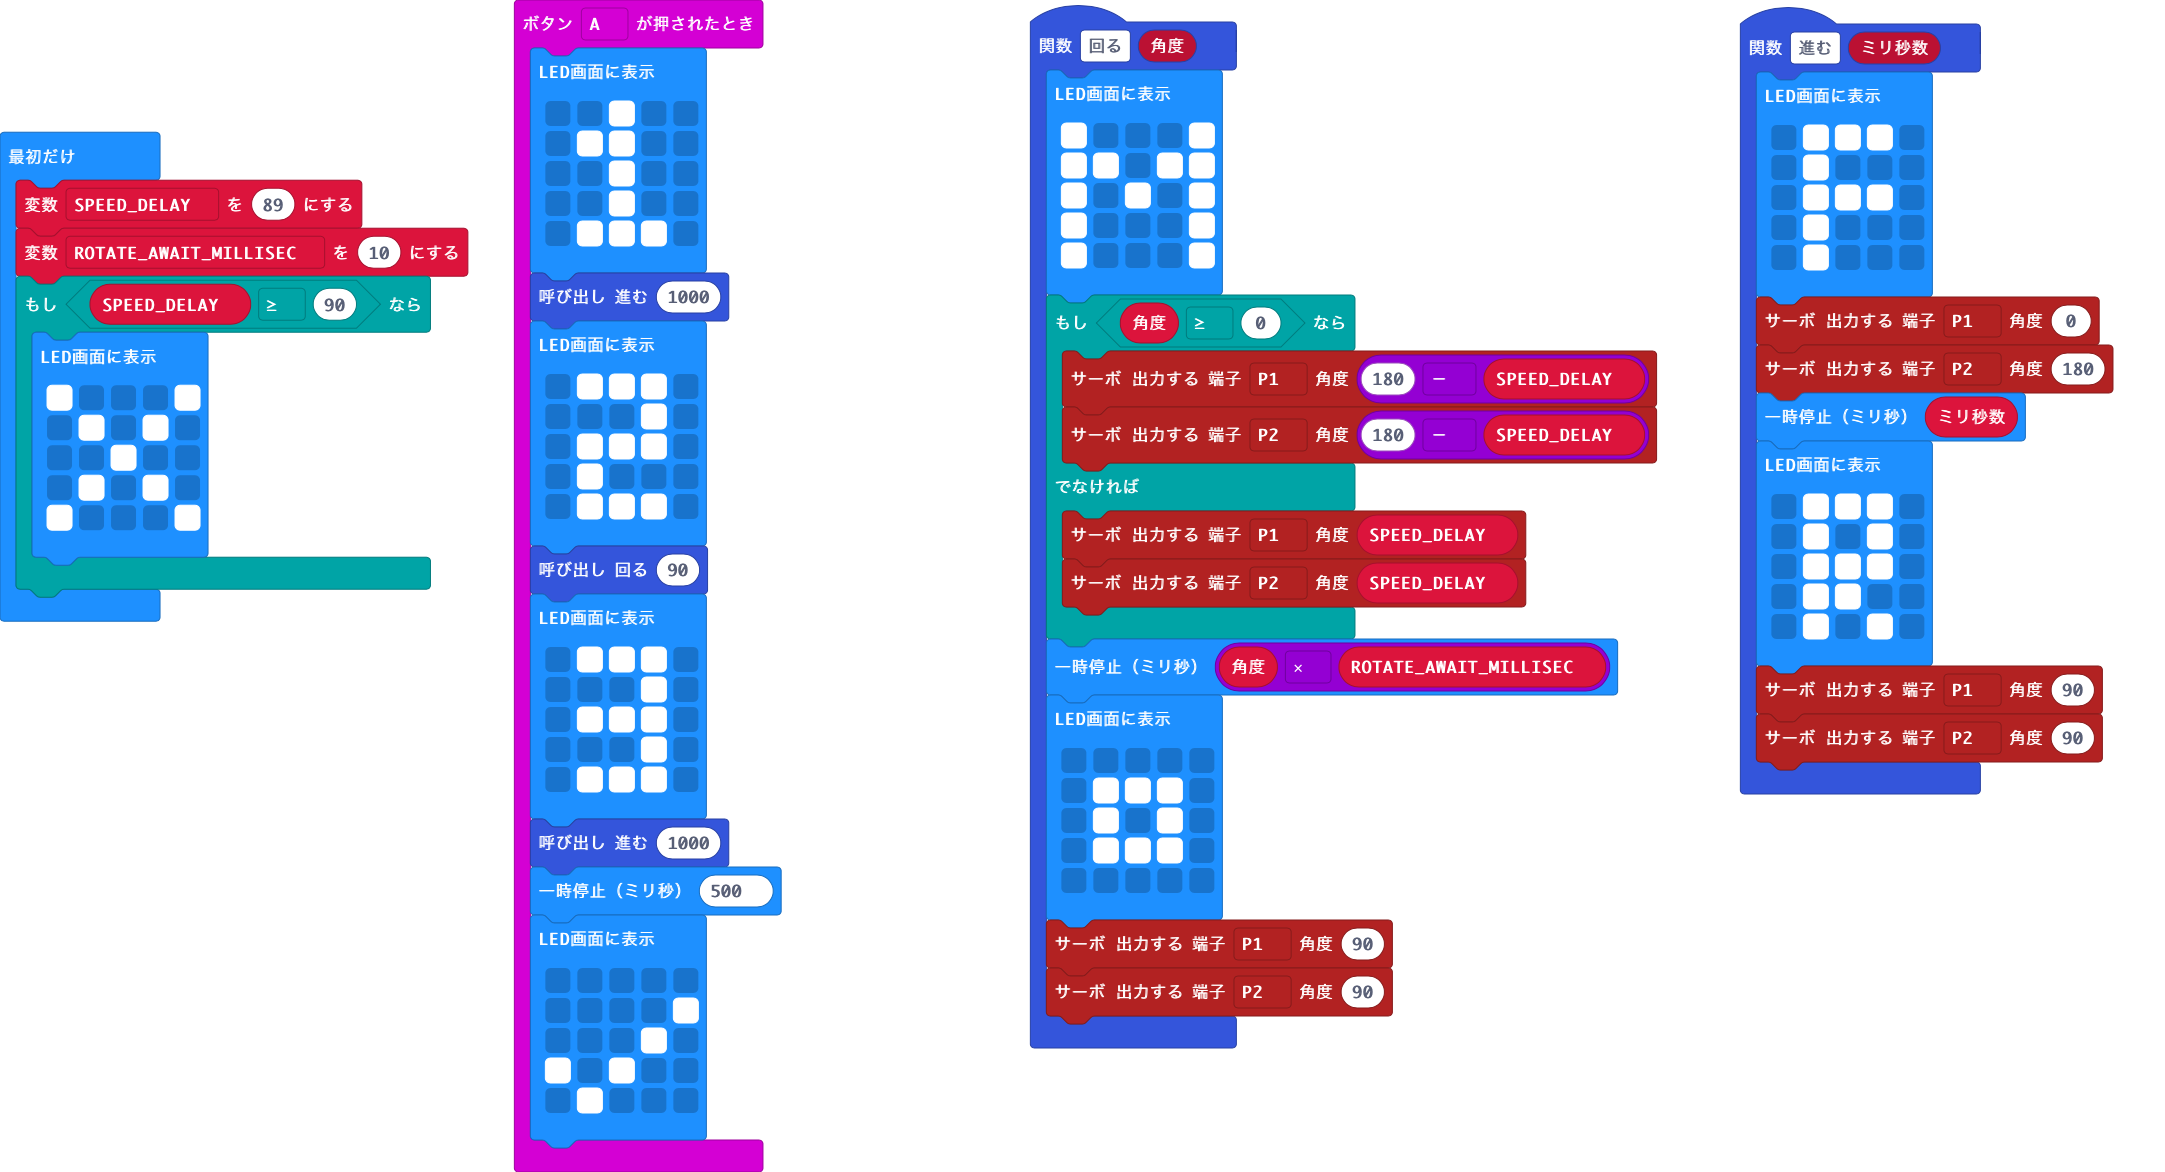 最初だけ
変数 SPEED_DELAY を 89 にする
変数 ROTATE_AWAIT_MILLISEC を 10 にする
もし SPEED_DELAY ≥ 90 なら
LED画面に表示
ボタン A が押されたとき
LED画面に表示
呼び出し 進む 1000
LED画面に表示
呼び出し 回る 90
LED画面に表示
呼び出し 進む 1000
一時停止（ミリ秒） 500
LED画面に表示
関数 回る 角度
LED画面に表示
もし 角度 ≥ 0 なら
サーボ 出力する 端子 P1 角度 180 - SPEED_DELAY
サーボ 出力する 端子 P2 角度 180 - SPEED_DELAY
でなければ
サーボ 出力する 端子 P1 角度 SPEED_DELAY
サーボ 出力する 端子 P2 角度 SPEED_DELAY
一時停止（ミリ秒） 角度 × ROTATE_AWAIT_MILLISEC
LED画面に表示
サーボ 出力する 端子 P1 角度 90
サーボ 出力する 端子 P2 角度 90
関数 進む ミリ秒数
LED画面に表示
サーボ 出力する 端子 P1 角度 0
サーボ 出力する 端子 P2 角度 180
一時停止（ミリ秒） ミリ秒数
LED画面に表示
サーボ 出力する 端子 P1 角度 90
サーボ 出力する 端子 P2 角度 90